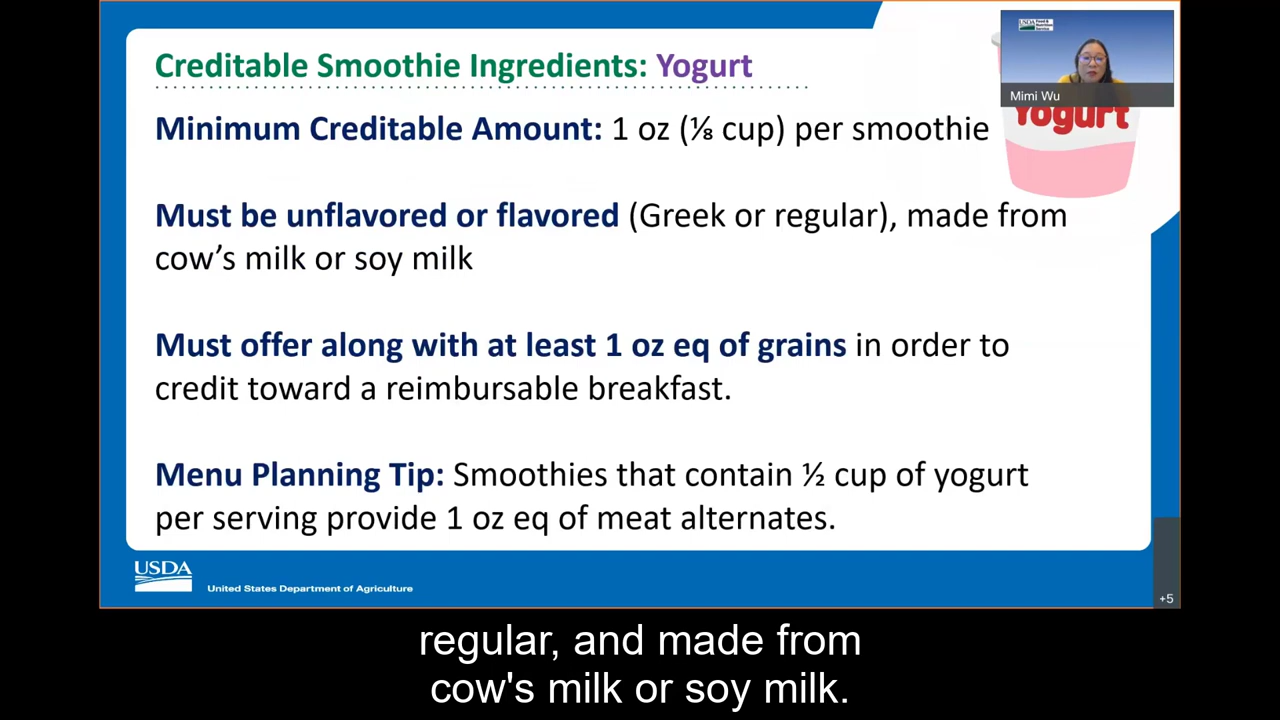 Creditable Smoothie Ingredients: Yogurt
Minimum Creditable Amount: 1 oz (⅛ cup) per smoothie
Must be unflavored or flavored (Greek or regular), made from
cow’s milk or soy milk
Must offer along with at least 1 oz eq of grains in order to
credit toward a reimbursable breakfast.
Menu Planning Tip: Smoothies that contain ½ cup of yogurt
per serving provide 1 oz eq of meat alternates.
USDA
United States Department of Agriculture
USDA Food & Nutrition Service
Mimi Wu
Yogurt
+5
regular, and made from
cow's milk or soy milk.